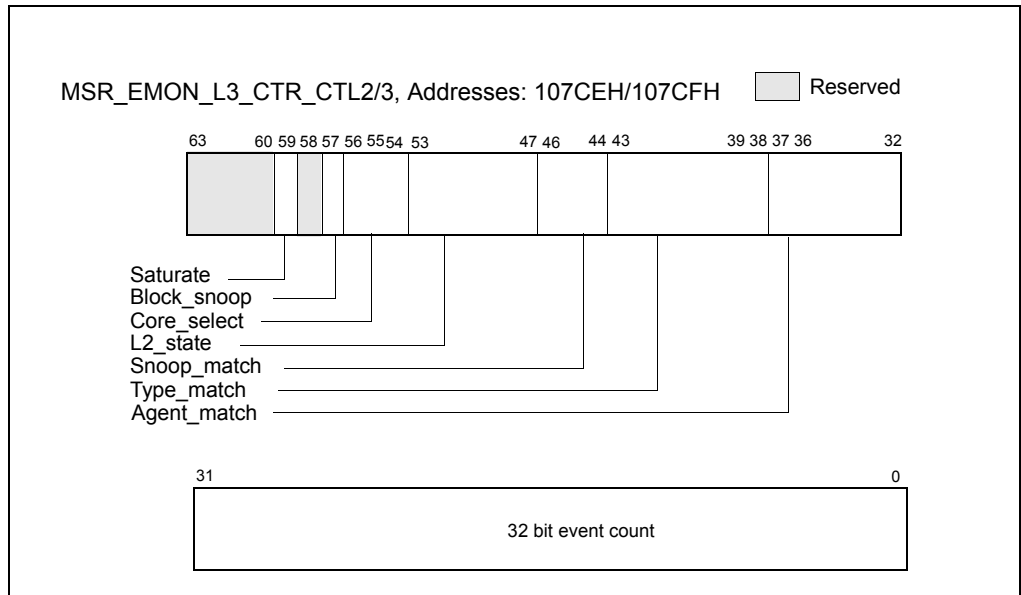 MSR_EMON_L3_CTR_CTL2/3, Addresses: 107CEH/107CFH Reserved
63 60 59 58 57 56 55 54 53 47 46 44 43 39 38 37 36 32
Saturate
Block_snoop
Core_select
L2_state
Snoop_match
Type_match
Agent_match
31 0
32 bit event count